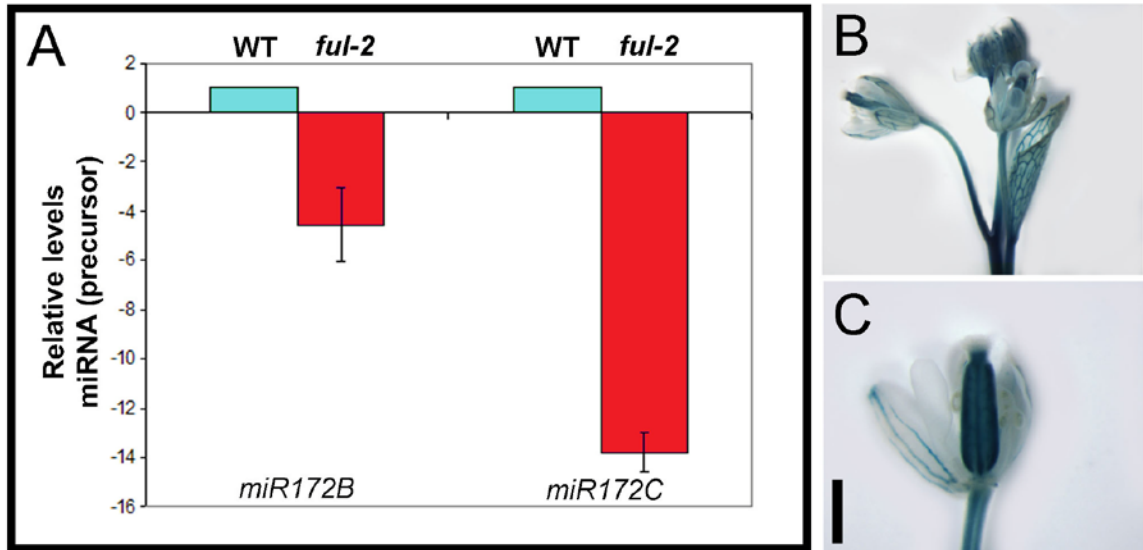 A
WT ful-2 WT ful-2
2
0
-2
-4
-6
-8
-10
-12
-14
-16
Relative levels
miRNA (precursor)
miR172B miR172C
B
C